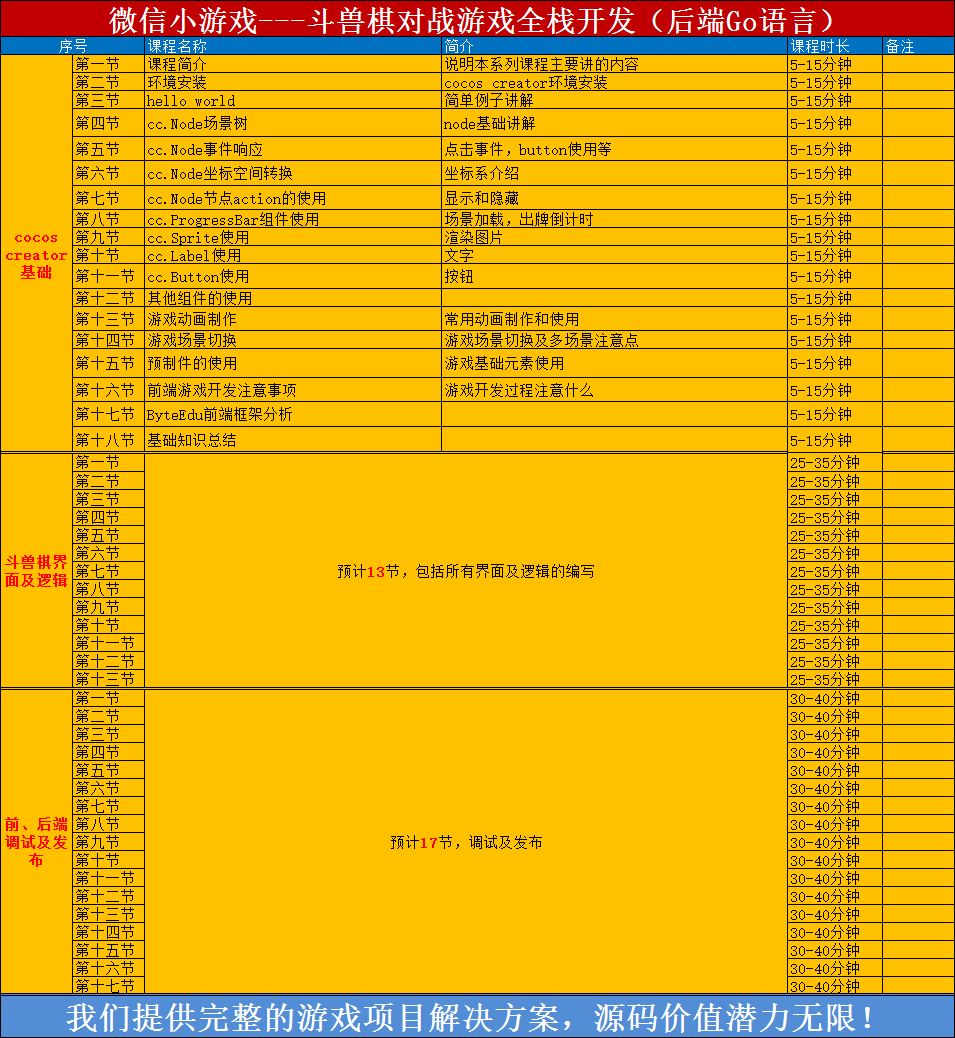 微信小游戏---斗兽棋对战游戏全栈开发（后端Go语言）
序号 课程名称 简介 课程时长 备注
cocos creator基础
第一节 课程简介 说明本系列课程主要讲的内容 5-15分钟
第二节 环境安装 cocos creator环境安装 5-15分钟
第三节 hello world 简单例子讲解 5-15分钟
第四节 cc.Node场景树 node基础讲解 5-15分钟
第五节 cc.Node事件响应 点击事件，button使用等 5-15分钟
第六节 cc.Node坐标空间转换 坐标系介绍 5-15分钟
第七节 cc.Node节点action的使用 显示和隐藏 5-15分钟
第八节 cc.ProgressBar组件使用 场景加载，出牌倒计时 5-15分钟
第九节 cc.Sprite使用 渲染图片 5-15分钟
第十节 cc.Label使用 文字 5-15分钟
第十一节 cc.Button使用 按钮 5-15分钟
第十二节 其他组件的使用 5-15分钟
第十三节 游戏动画制作 常用动画制作和使用 5-15分钟
第十四节 游戏场景切换 游戏场景切换及多场景注意点 5-15分钟
第十五节 预制件的使用 游戏基础元素使用 5-15分钟
第十六节 前端游戏开发注意事项 游戏开发过程注意什么 5-15分钟
第十七节 ByteEdu前端框架分析 5-15分钟
第十八节 基础知识总结 5-15分钟
斗兽棋界面及逻辑
预计13节，包括所有界面及逻辑的编写
第一节 25-35分钟
第二节 25-35分钟
第三节 25-35分钟
第四节 25-35分钟
第五节 25-35分钟
第六节 25-35分钟
第七节 25-35分钟
第八节 25-35分钟
第九节 25-35分钟
第十节 25-35分钟
第十一节 25-35分钟
第十二节 25-35分钟
第十三节 25-35分钟
前、后端调试及发布
预计17节，调试及发布
第一节 30-40分钟
第二节 30-40分钟
第三节 30-40分钟
第四节 30-40分钟
第五节 30-40分钟
第六节 30-40分钟
第七节 30-40分钟
第八节 30-40分钟
第九节 30-40分钟
第十节 30-40分钟
第十一节 30-40分钟
第十二节 30-40分钟
第十三节 30-40分钟
第十四节 30-40分钟
第十五节 30-40分钟
第十六节 30-40分钟
第十七节 30-40分钟
我们提供完整的游戏项目解决方案，源码价值潜力无限！